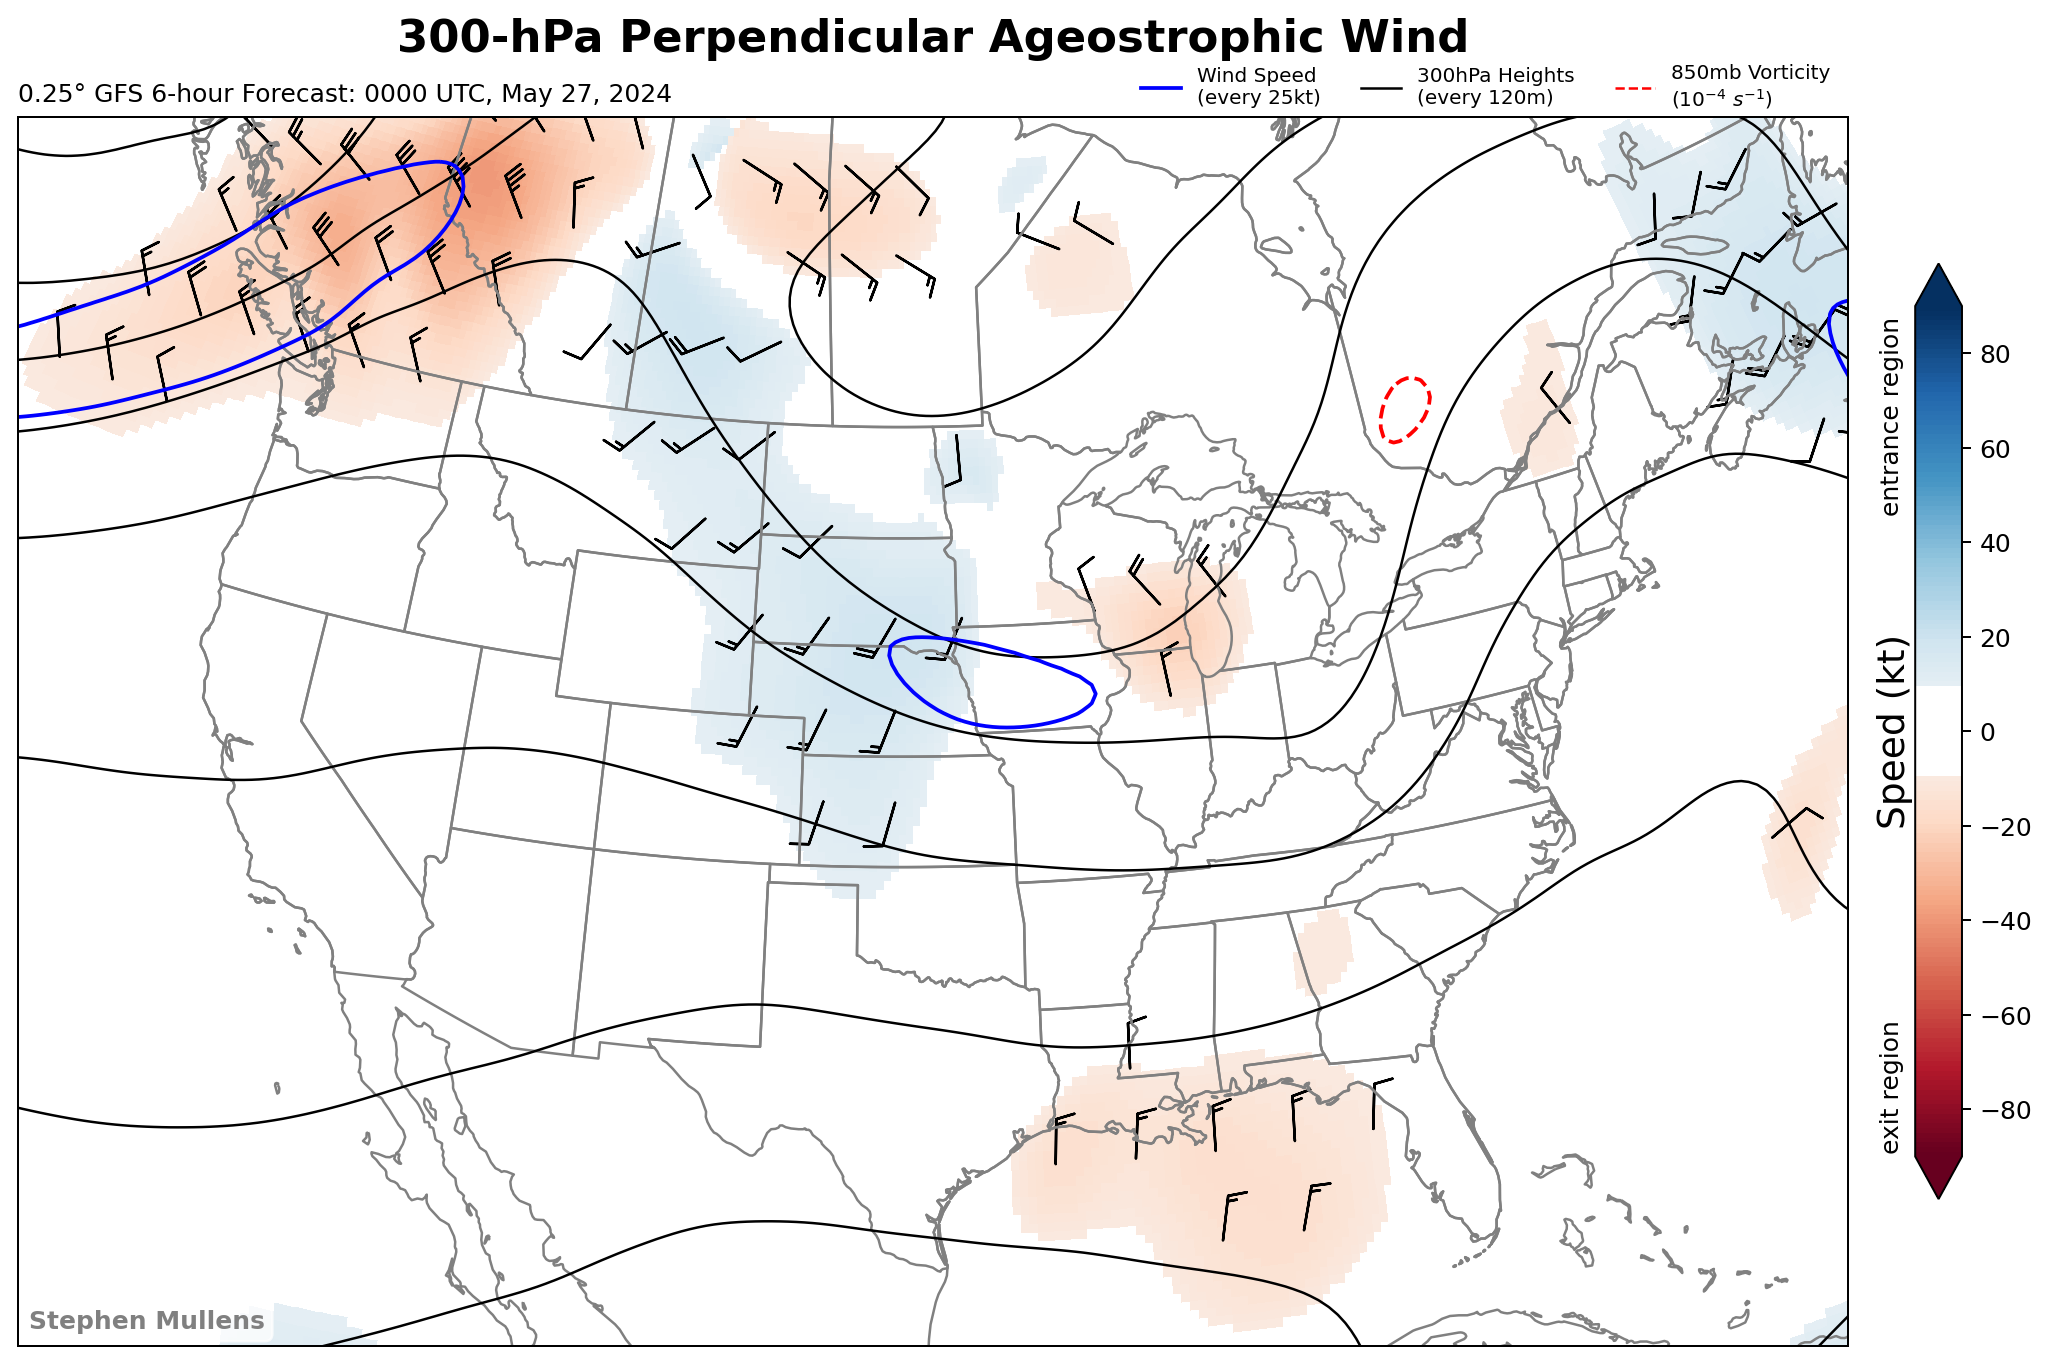 300-hPa Perpendicular Ageostrophic Wind
0.25° GFS 6-hour Forecast: 0000 UTC, May 27, 2024
Wind Speed
(every 25kt)
300hPa Heights
(every 120m)
850mb Vorticity
(10⁻⁴ s⁻¹)
entrance region
Speed (kt)
exit region
80
60
40
20
0
−20
−40
−60
−80
Stephen Mullens